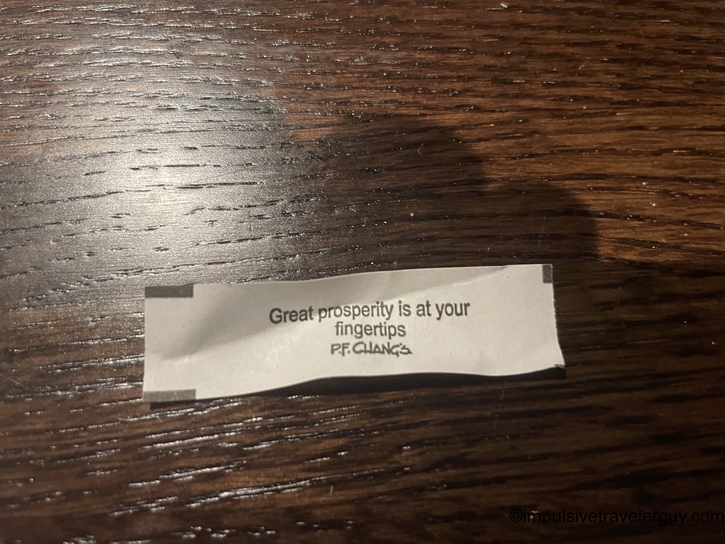 Great prosperity is at your
fingertips
P.F. CHANG'S
©impulsivetravelerguy.com